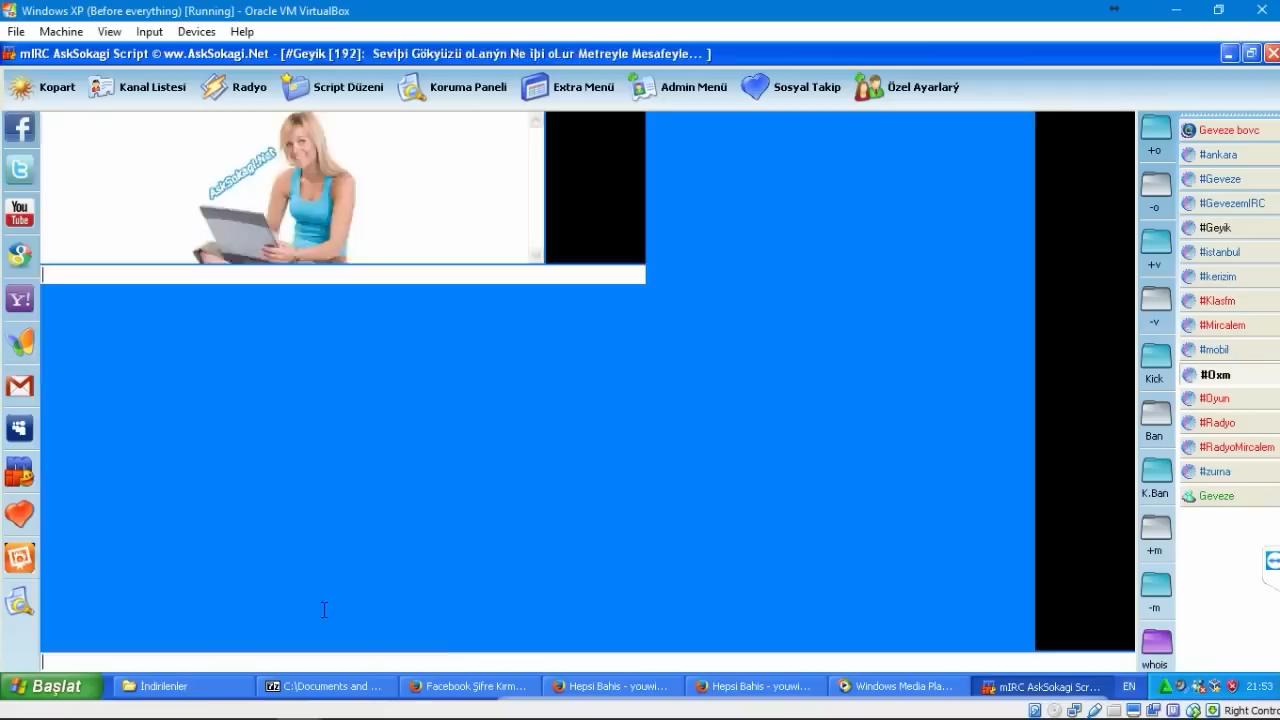 Windows XP (Before everything) [Running] - Oracle VM VirtualBox
File Machine View Input Devices Help
mIRC AskSokagi Script © ww.AskSokagi.Net - [#Geyik [192]: Seviþi Gökyüzü oLanýn Ne iþi oLur Metreyle Mesafeyle... ]
Kopart Kanal Listesi Radyo Script Düzeni Koruma Paneli Extra Menü Admin Menü Sosyal Takip Özel Ayarlarý
AskSokagi.Net
You
Tube
+o
-o
+v
-v
Kick
Ban
K.Ban
+m
-m
whois
Geveze bovc
#ankara
#Geveze
#GevezemIRC
#Geyik
#istanbul
#kerizim
#Klasfm
#Mircalem
#mobil
#Oxm
#Oyun
#Radyo
#RadyoMircalem
#zurna
Geveze
Başlat İndirilenler C:\Documents and ... Facebook Şifre Kırm... Hepsi Bahis - youwi... Hepsi Bahis - youwi... Windows Media Pla... mIRC AskSokagi Scr... EN 21:53
Right Contro